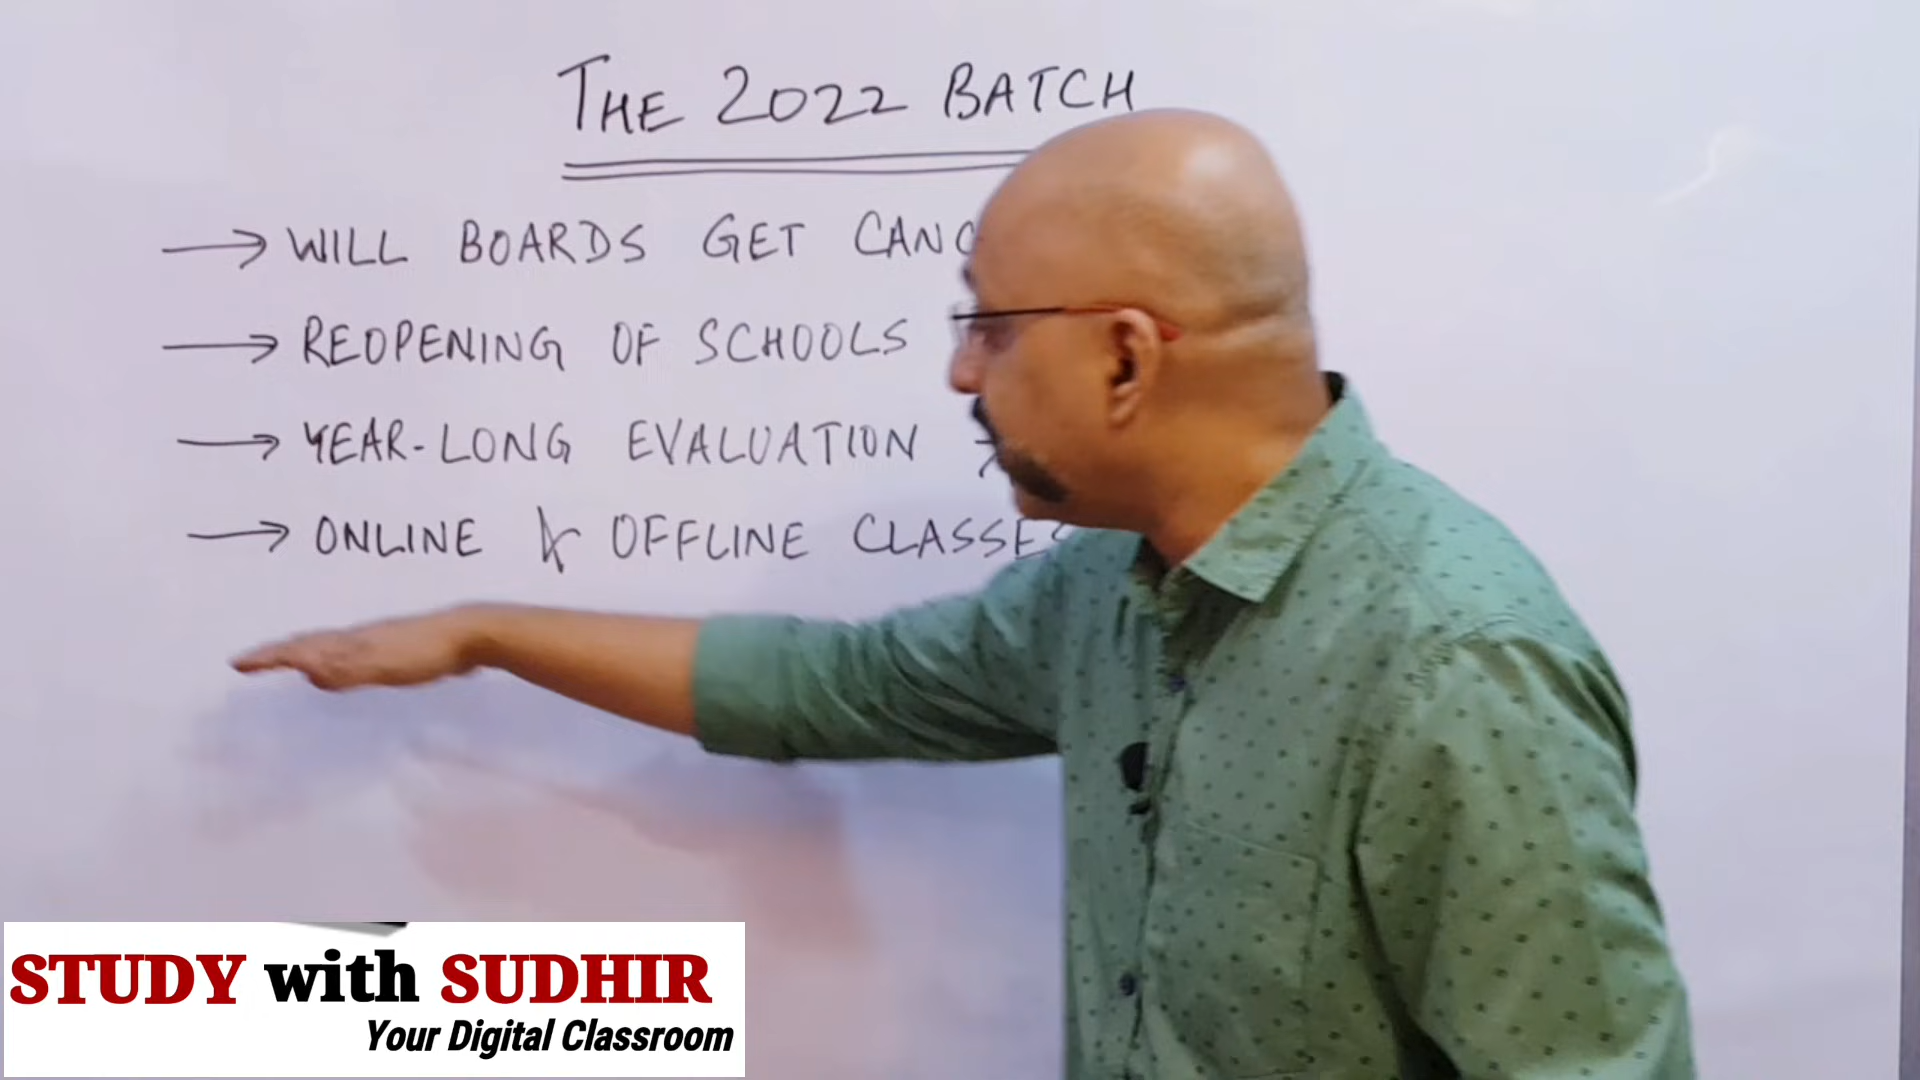 THE 2022 BATCH
→ WILL BOARDS GET CANC
→ REOPENING OF SCHOOLS
→ YEAR-LONG EVALUATION
→ ONLINE & OFFLINE CLASSES
STUDY with SUDHIR
Your Digital Classroom